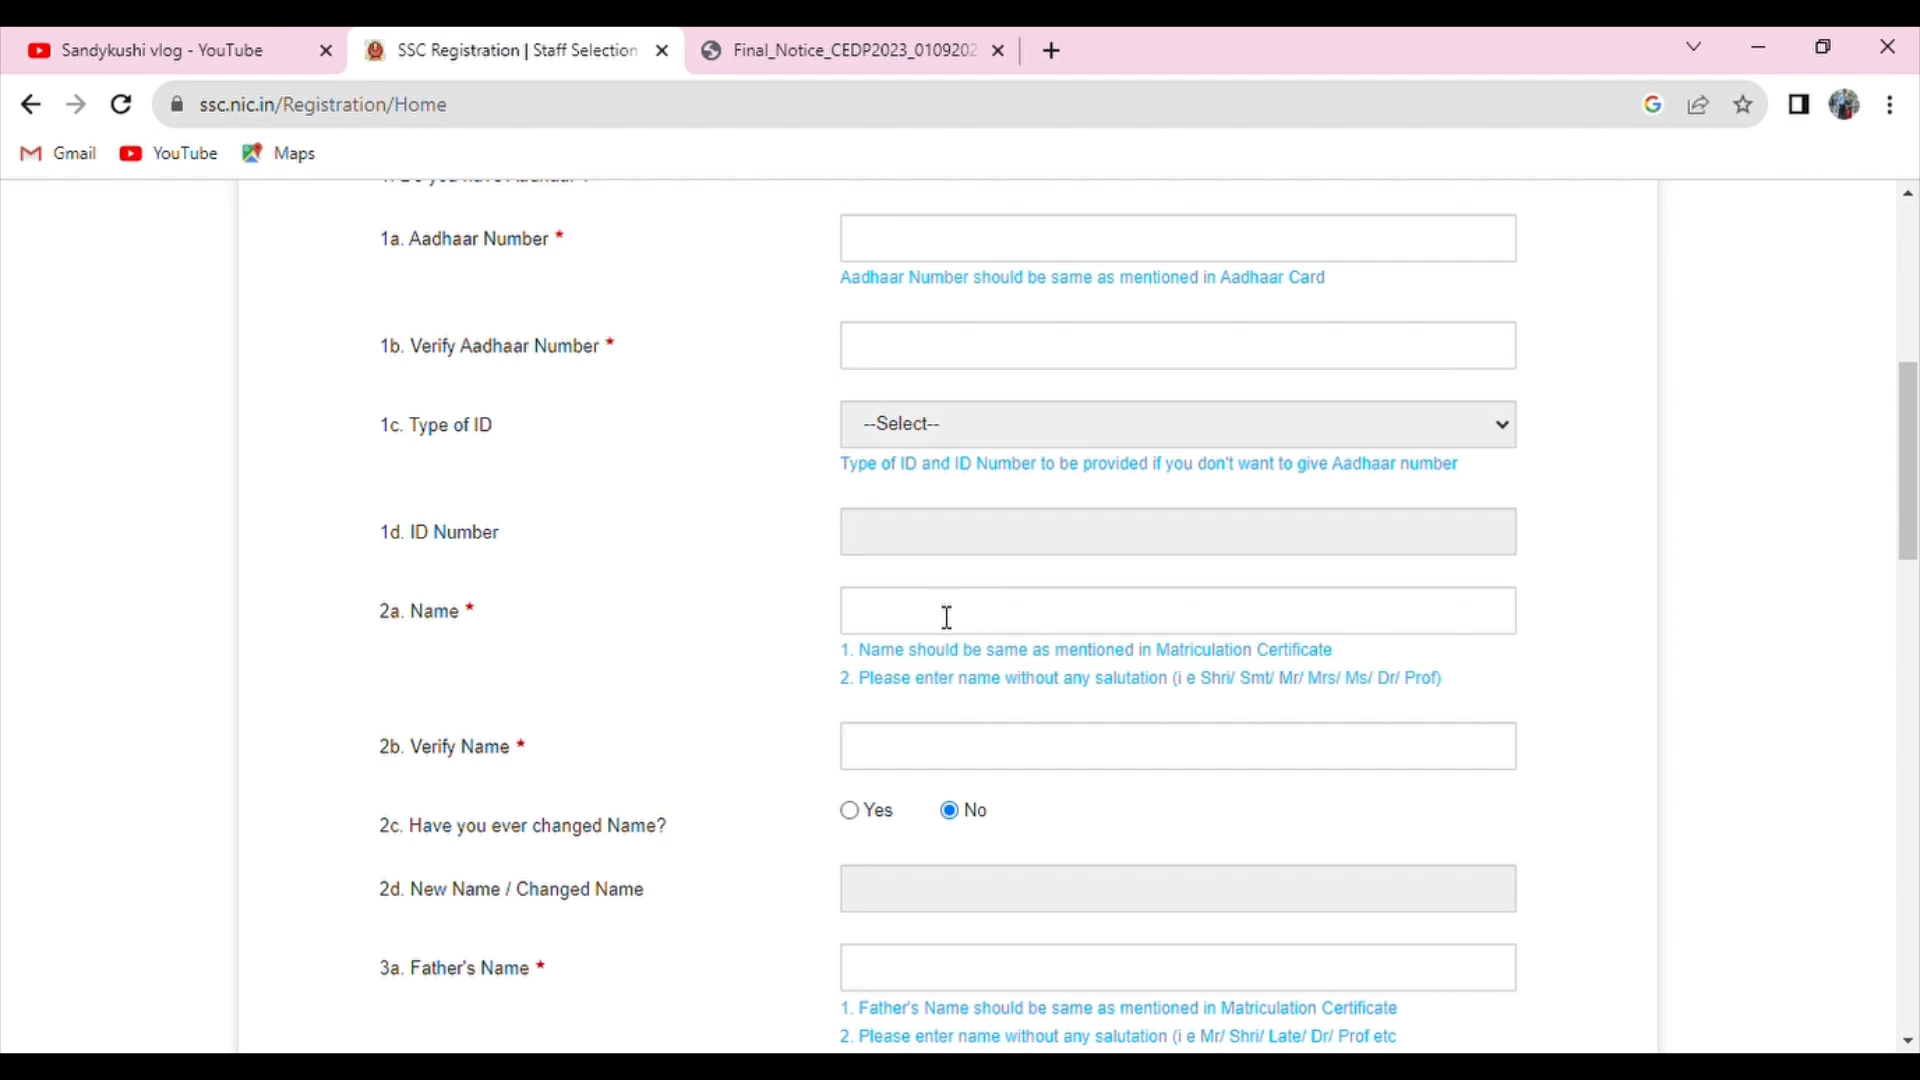 Sandykushi vlog - YouTube
SSC Registration | Staff Selection
Final_Notice_CEDP2023_0109202
ssc.nic.in/Registration/Home
Gmail
YouTube
Maps
1a. Aadhaar Number *
Aadhaar Number should be same as mentioned in Aadhaar Card
1b. Verify Aadhaar Number *
1c. Type of ID
--Select--
Type of ID and ID Number to be provided if you don't want to give Aadhaar number
1d. ID Number
2a. Name *
1. Name should be same as mentioned in Matriculation Certificate
2. Please enter name without any salutation (i e Shri/ Smt/ Mr/ Mrs/ Ms/ Dr/ Prof)
2b. Verify Name *
2c. Have you ever changed Name?
Yes
No
2d. New Name / Changed Name
3a. Father's Name *
1. Father's Name should be same as mentioned in Matriculation Certificate
2. Please enter name without any salutation (i e Mr/ Shri/ Late/ Dr/ Prof etc